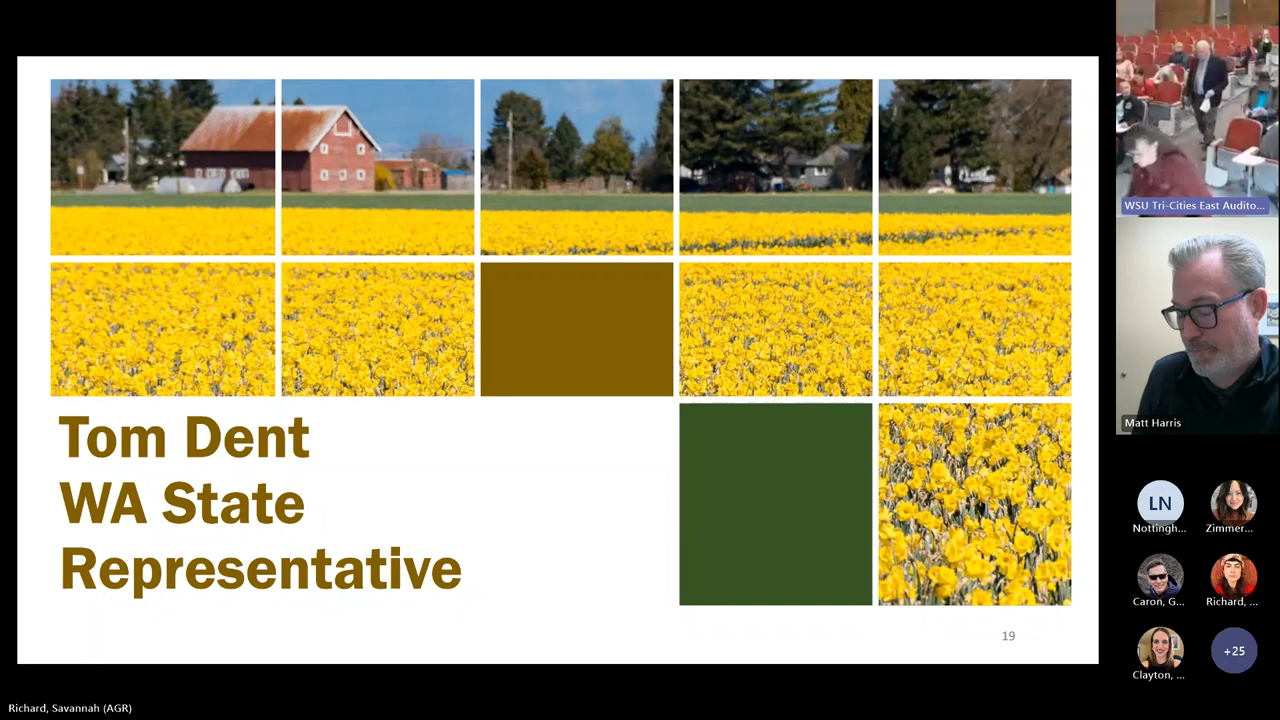 Tom Dent
WA State
Representative
19
WSU Tri-Cities East Audito...
Matt Harris
LN
Nottingh...
Zimmer...
Caron, G...
Richard, ...
Clayton, ...
+25
Richard, Savannah (AGR)